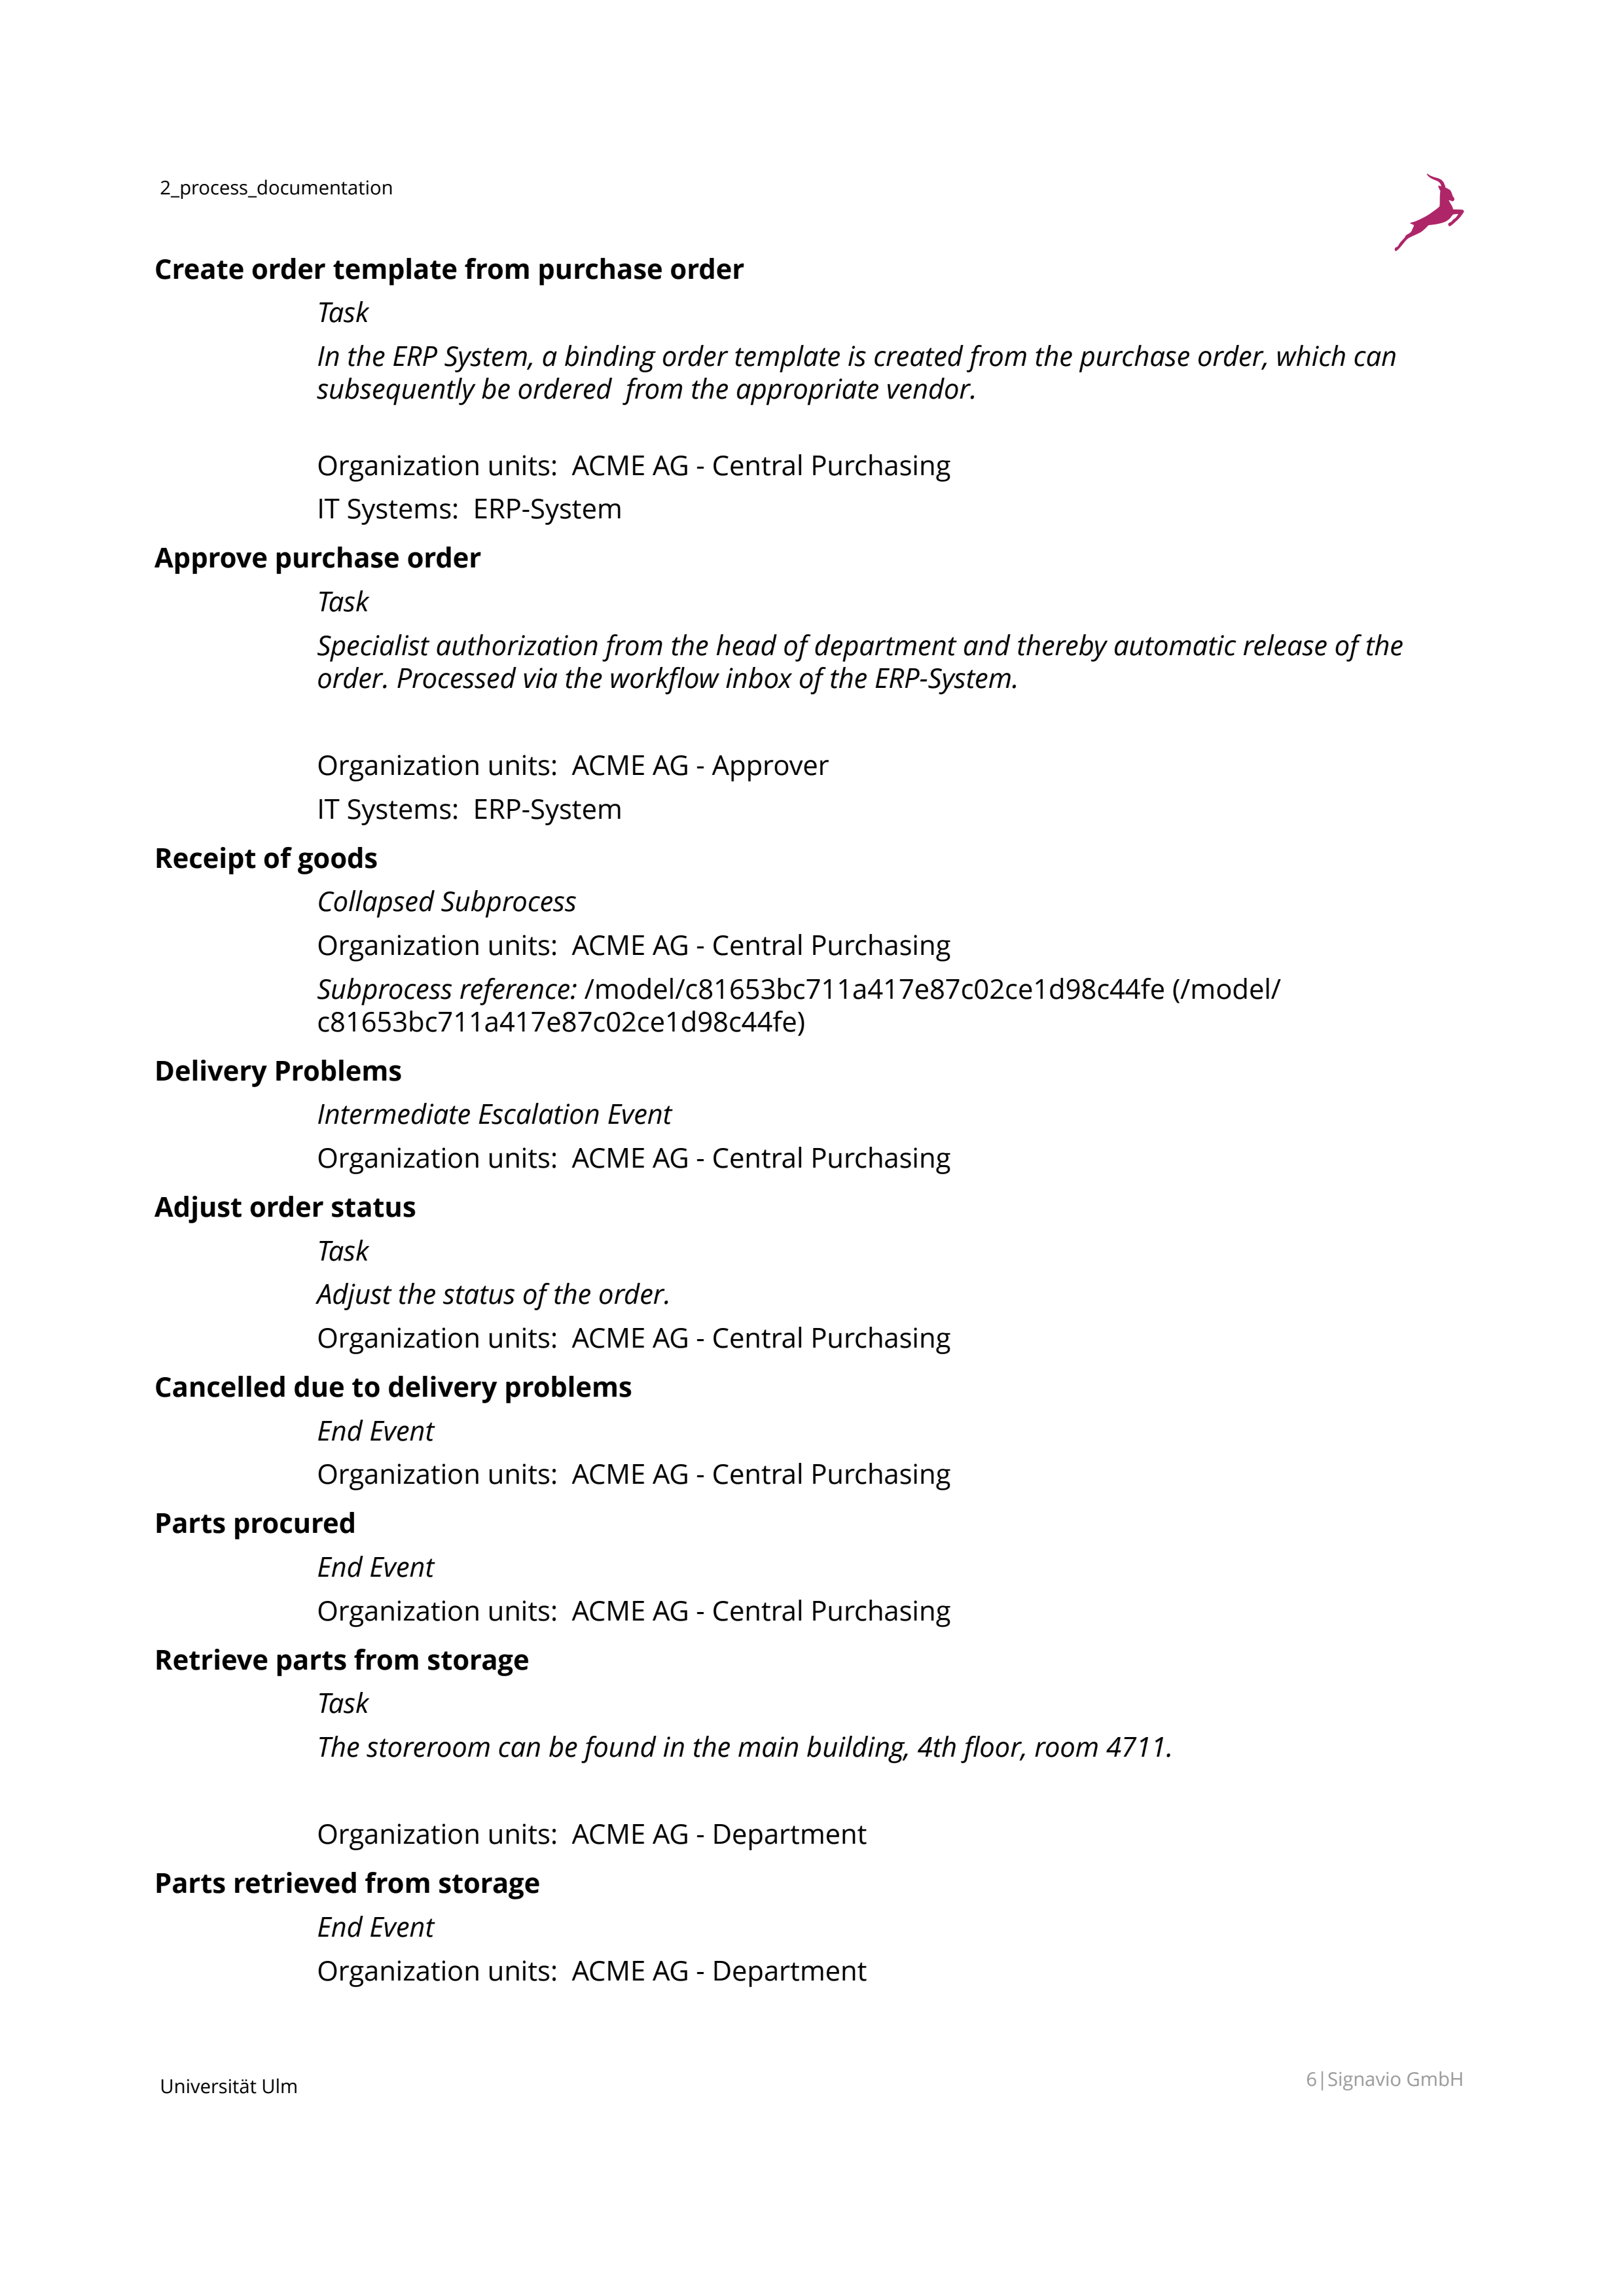 2_process_documentation
Create order template from purchase order
Task
In the ERP System, a binding order template is created from the purchase order, which can
subsequently be ordered  from the appropriate vendor.
Organization units:  ACME AG - Central Purchasing
IT Systems:  ERP-System
Approve purchase order
Task
Specialist authorization from the head of department and thereby automatic release of the
order. Processed via the workflow inbox of the ERP-System.
Organization units:  ACME AG - Approver
IT Systems:  ERP-System
Receipt of goods
Collapsed Subprocess
Organization units:  ACME AG - Central Purchasing
Subprocess reference: /model/c81653bc711a417e87c02ce1d98c44fe (/model/
c81653bc711a417e87c02ce1d98c44fe)
Delivery Problems
Intermediate Escalation Event
Organization units:  ACME AG - Central Purchasing
Adjust order status
Task
Adjust the status of the order.
Organization units:  ACME AG - Central Purchasing
Cancelled due to delivery problems
End Event
Organization units:  ACME AG - Central Purchasing
Parts procured
End Event
Organization units:  ACME AG - Central Purchasing
Retrieve parts from storage
Task
The storeroom can be found in the main building, 4th floor, room 4711.
Organization units:  ACME AG - Department
Parts retrieved from storage
End Event
Organization units:  ACME AG - Department
Universität Ulm
6|Signavio GmbH